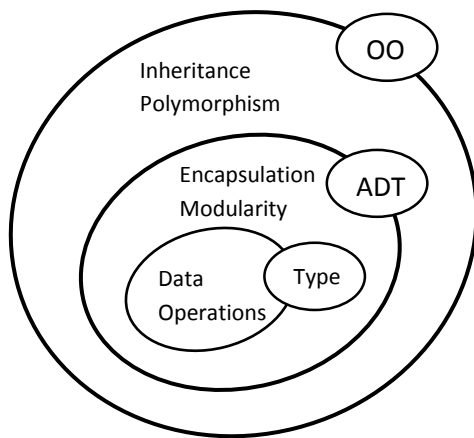 OO
Inheritance
Polymorphism
Encapsulation
ADT
Modularity
Data
Type
Operations